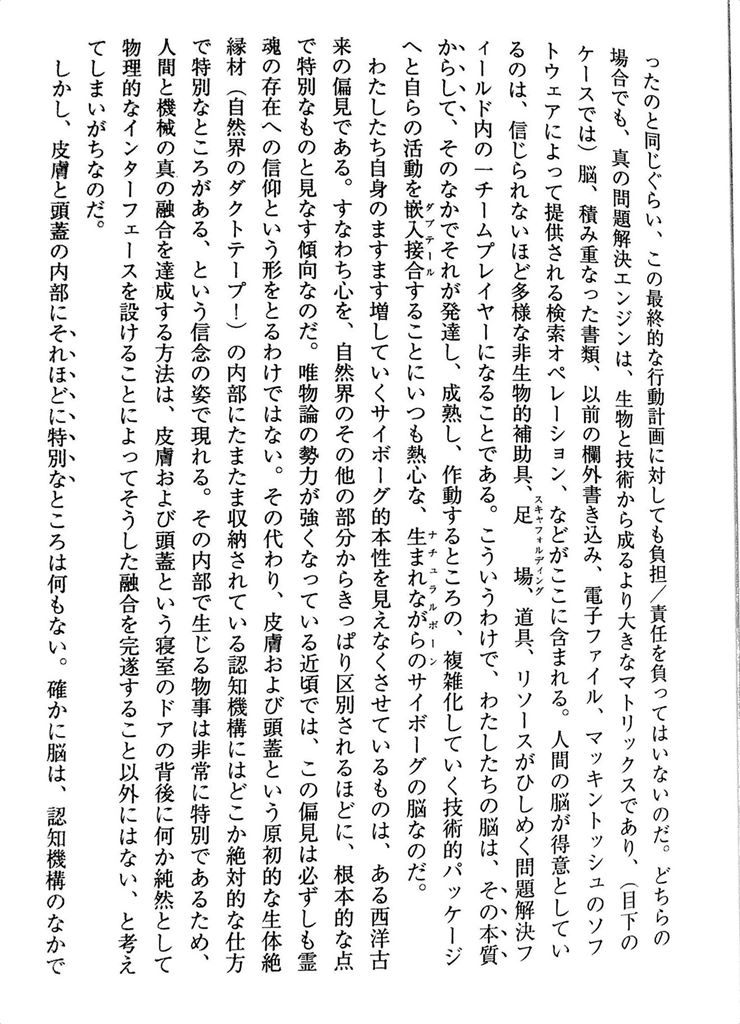 ったのと同じぐらい、この最終的な行動計画に対しても負担／責任を負ってはいないのだ。どちらの
場合でも、真の問題解決エンジンは、生物と技術から成るより大きなマトリックスであり、（目下の
ケースでは）脳、積み重なった書類、以前の欄外書き込み、電子ファイル、マッキントッシュのソフ
トウェアによって提供される検索オペレーション、などがここに含まれる。人間の脳が得意としてい
るのは、信じられないほど多様な非生物的補助具、足場、道具、リソースがひしめく問題解決フ
スキャフォルディング
ィールド内の一チームプレイヤーになることである。こういうわけで、わたしたちの脳は、その本質
からして、そのなかでそれが発達し、成熟し、作動するところの、複雑化していく技術的パッケージ
へと自らの活動を嵌入接合することにいつも熱心な、生まれながらのサイボーグの脳なのだ。
ダブテール
ナチュラルボーン
わたしたち自身のますます増していくサイボーグ的本性を見えなくさせているものは、ある西洋古
来の偏見である。すなわち心を、自然界のその他の部分からきっぱり区別されるほどに、根本的な点
で特別なものと見なす傾向なのだ。唯物論の勢力が強くなっている近頃では、この偏見は必ずしも霊
魂の存在への信仰という形をとるわけではない。その代わり、皮膚および頭蓋という原初的な生体絶
縁材（自然界のダクトテープ！）の内部にたまたま収納されている認知機構にはどこか絶対的な仕方
で特別なところがある、という信念の姿で現れる。その内部で生じる物事は非常に特別であるため、
人間と機械の真の融合を達成する方法は、皮膚および頭蓋という寝室のドアの背後に何か純然として
物理的なインターフェースを設けることによってそうした融合を完遂すること以外にはない、と考え
てしまいがちなのだ。
しかし、皮膚と頭蓋の内部にそれほどに特別なところは何もない。確かに脳は、認知機構のなかで